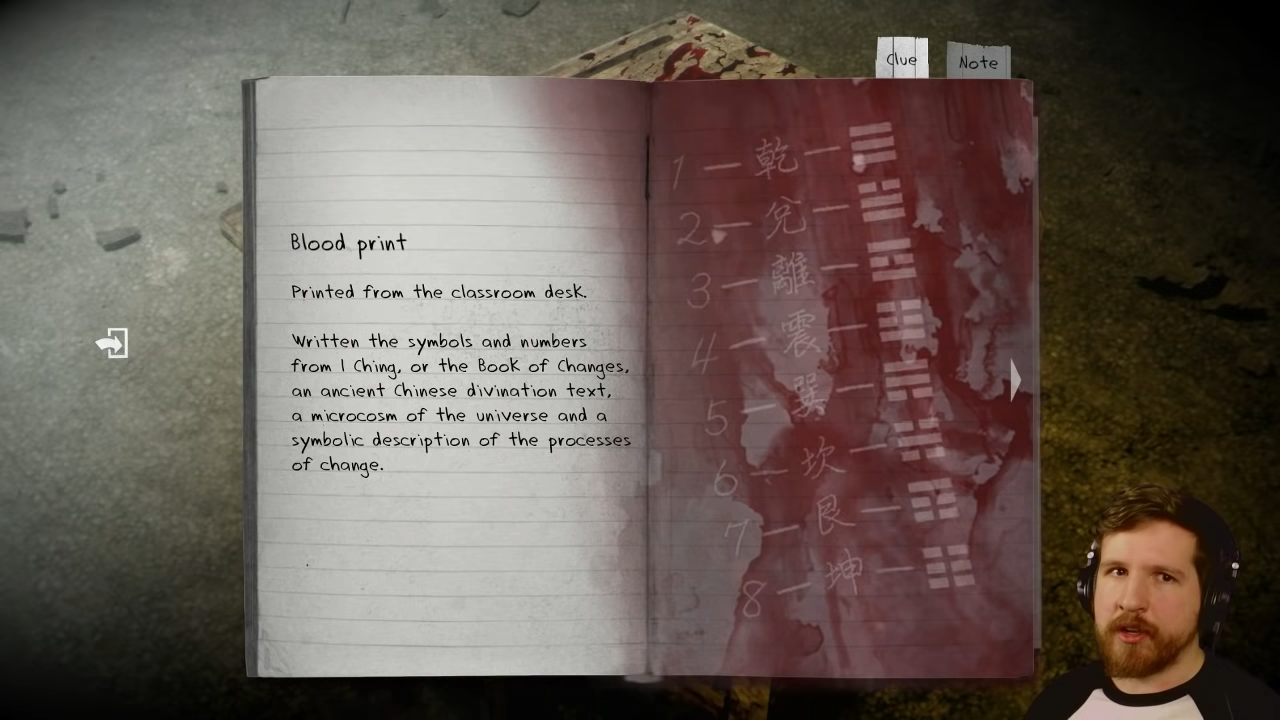 Clue
Note
Blood print
Printed from the classroom desk.
Written the symbols and numbers
from I Ching, or the Book of Changes,
an ancient Chinese divination text,
a microcosm of the universe and a
symbolic description of the processes
of change.
1 — 乾 — ☰
2 — 兌 — ☱
3 — 離 — ☲
4 — 震 — ☳
5 — 巽 — ☴
6 — 坎 — ☵
7 — 艮 — ☶
8 — 坤 — ☷